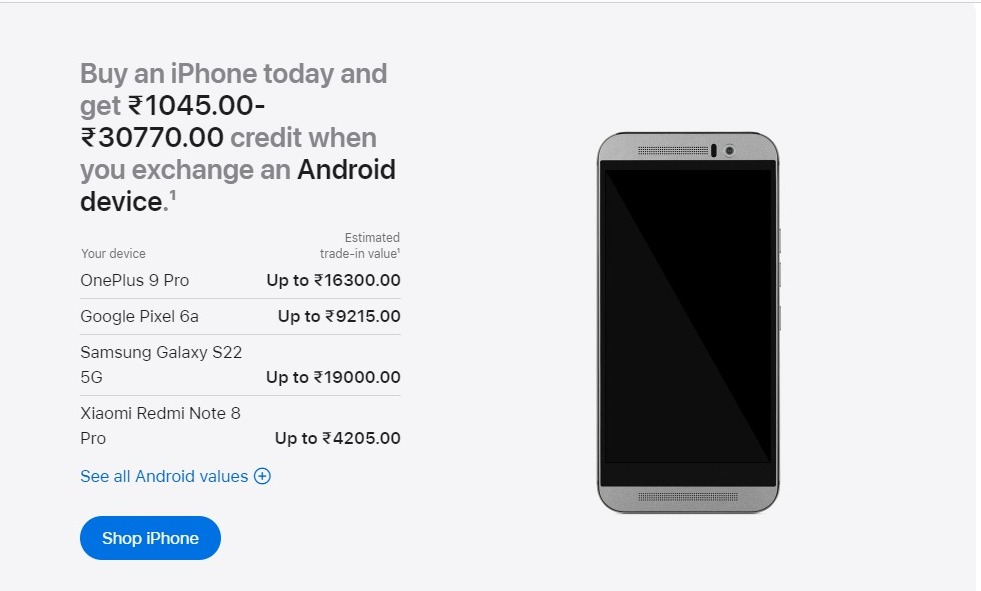 Buy an iPhone today and
get ₹1045.00-
₹30770.00 credit when
you exchange an Android
device.¹
Your device
Estimated
trade-in value¹
OnePlus 9 Pro Up to ₹16300.00
Google Pixel 6a Up to ₹9215.00
Samsung Galaxy S22
5G Up to ₹19000.00
Xiaomi Redmi Note 8
Pro Up to ₹4205.00
See all Android values
Shop iPhone